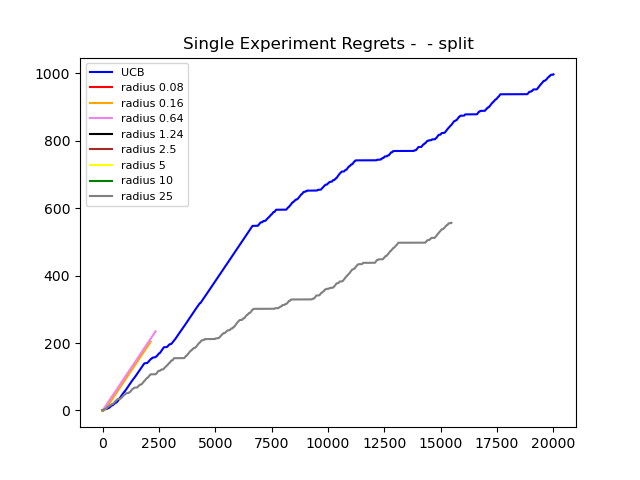 Single Experiment Regrets -  - split
1000
800
600
400
200
0
UCB
radius 0.08
radius 0.16
radius 0.64
radius 1.24
radius 2.5
radius 5
radius 10
radius 25
0 2500 5000 7500 10000 12500 15000 17500 20000